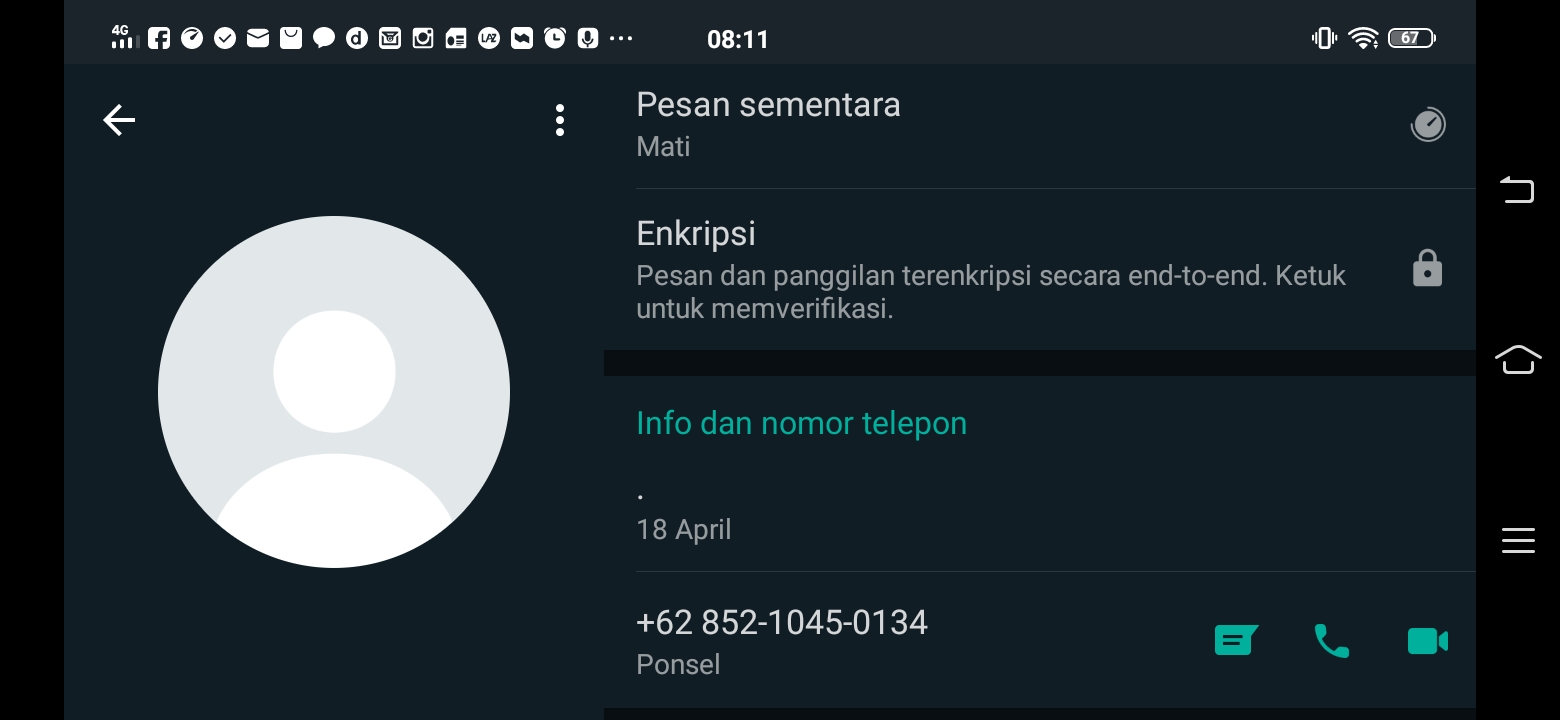 4G
08:11
67
Pesan sementara
Mati
Enkripsi
Pesan dan panggilan terenkripsi secara end-to-end. Ketuk
untuk memverifikasi.
Info dan nomor telepon
.
18 April
+62 852-1045-0134
Ponsel